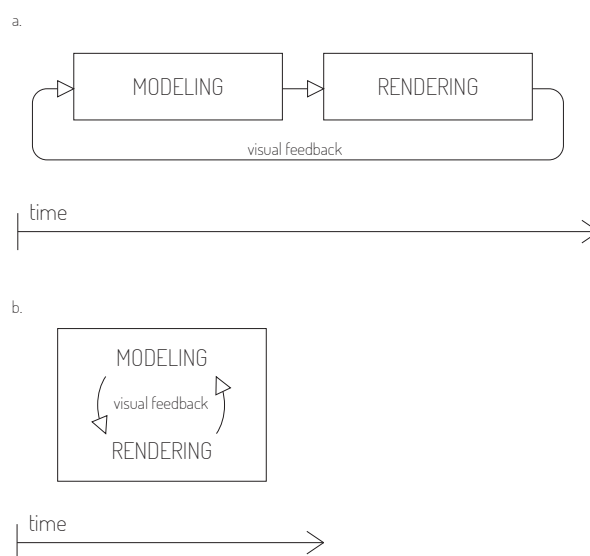 a.
MODELING
RENDERING
visual feedback
time
b.
MODELING
visual feedback
RENDERING
time